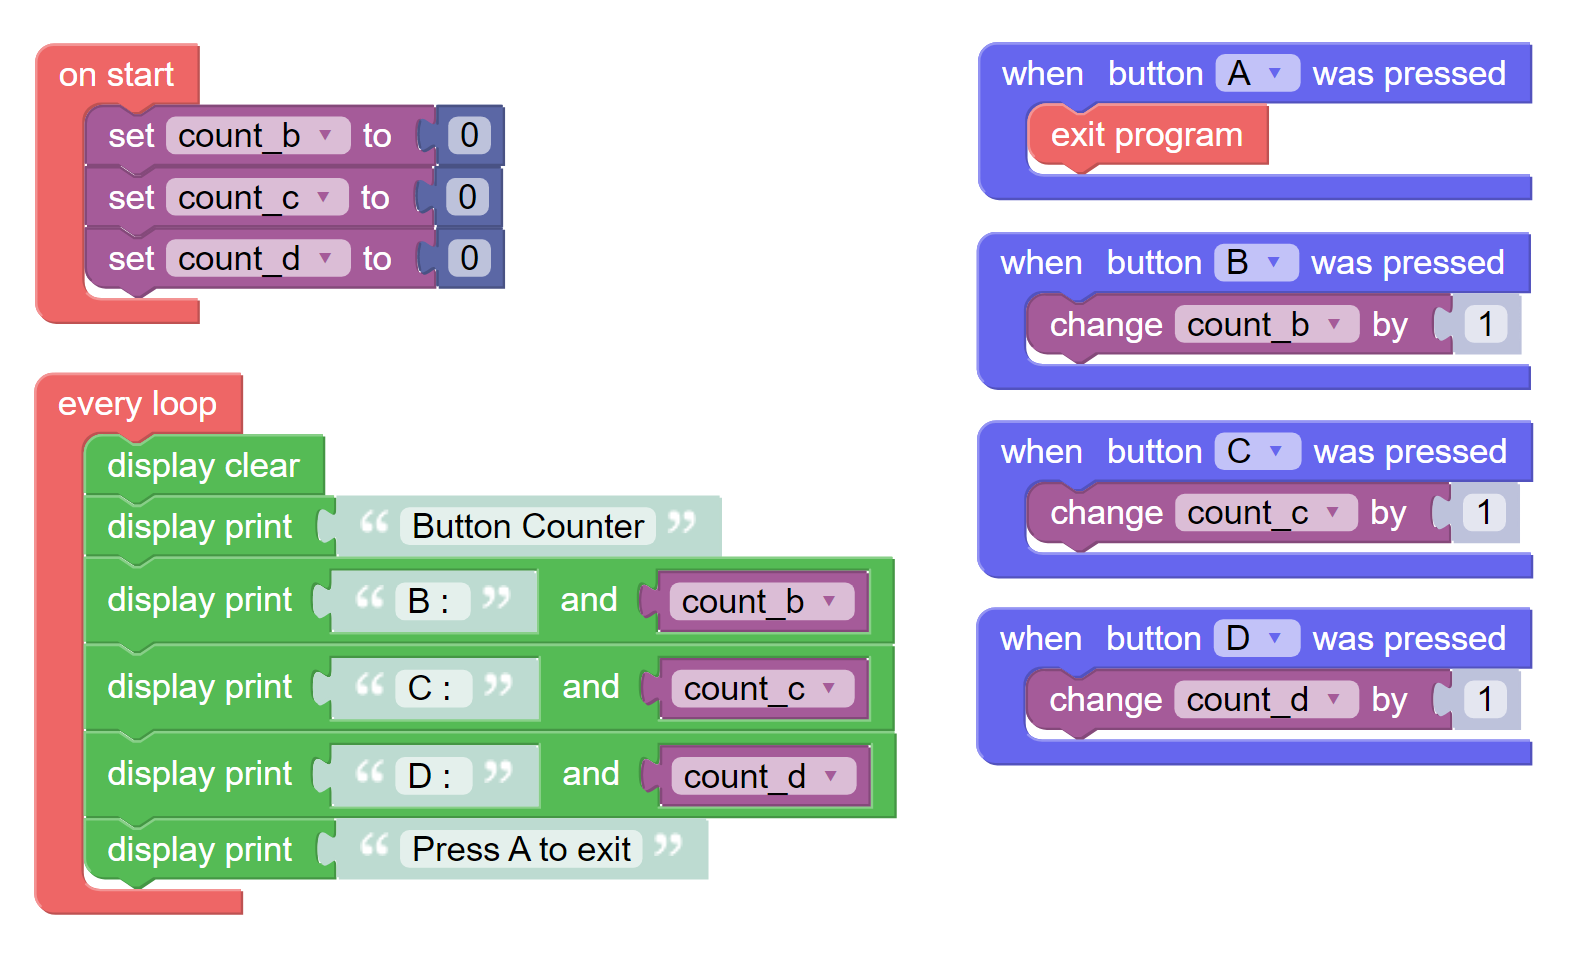 on start
set count_b ▼ to 0
set count_c ▼ to 0
set count_d ▼ to 0
every loop
display clear
display print “ Button Counter ”
display print “ B : ” and count_b ▼
display print “ C : ” and count_c ▼
display print “ D : ” and count_d ▼
display print “ Press A to exit ”
when button A ▼ was pressed
exit program
when button B ▼ was pressed
change count_b ▼ by 1
when button C ▼ was pressed
change count_c ▼ by 1
when button D ▼ was pressed
change count_d ▼ by 1